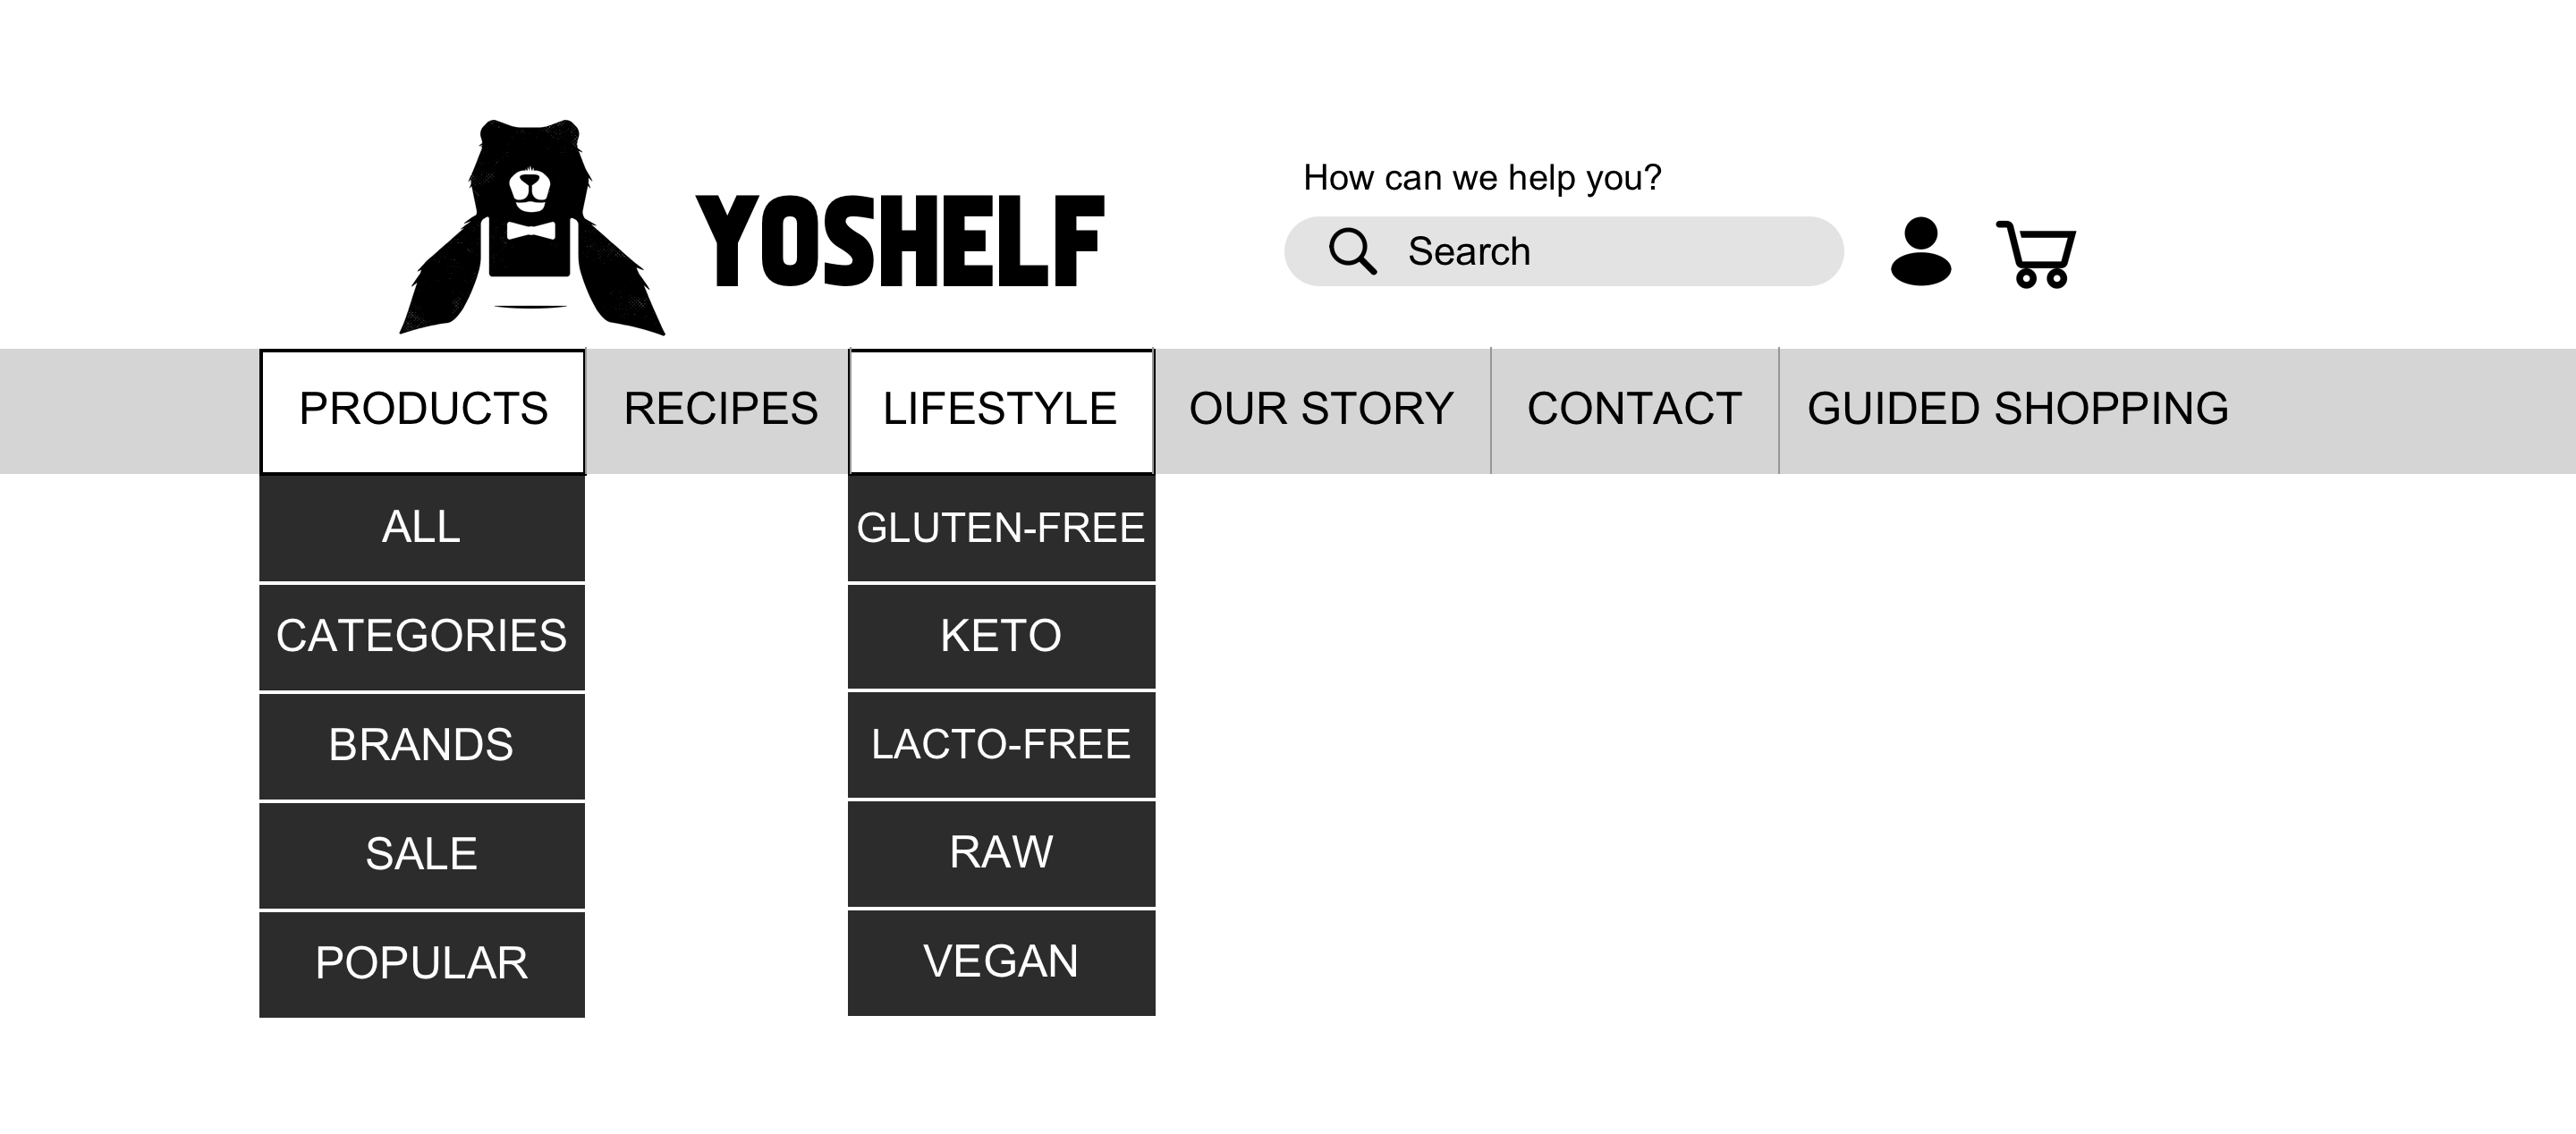 How can we help you?
YOSHELF
Search
PRODUCTS RECIPES LIFESTYLE OUR STORY CONTACT GUIDED SHOPPING
ALL
CATEGORIES
BRANDS
SALE
POPULAR
GLUTEN-FREE
KETO
LACTO-FREE
RAW
VEGAN